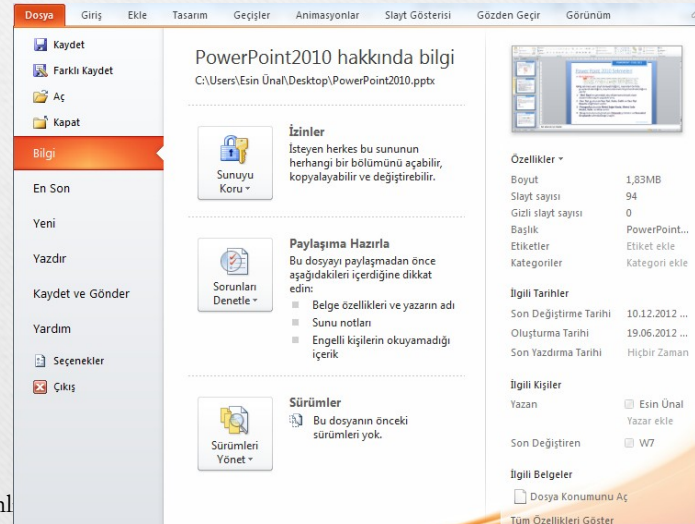 Dosya Giriş Ekle Tasarım Geçişler Animasyonlar Slayt Gösterisi Gözden Geçir Görünüm
Kaydet
Farklı Kaydet
Aç
Kapat
Bilgi
En Son
Yeni
Yazdır
Kaydet ve Gönder
Yardım
Seçenekler
Çıkış
PowerPoint2010 hakkında bilgi
C:\Users\Esin Ünal\Desktop\PowerPoint2010.pptx
Sunuyu
Koru
İzinler
İsteyen herkes bu sununun
herhangi bir bölümünü açabilir,
kopyalayabilir ve değiştirebilir.
Sorunları
Denetle
Paylaşıma Hazırla
Bu dosyayı paylaşmadan önce
aşağıdakileri içerdiğine dikkat
edin:
Belge özellikleri ve yazarın adı
Sunu notları
Engelli kişilerin okuyamadığı
içerik
Sürümleri
Yönet
Sürümler
Bu dosyanın önceki
sürümleri yok.
Özellikler
Boyut 1,83MB
Slayt sayısı 94
Gizli slayt sayısı 0
Başlık PowerPoint...
Etiketler Etiket ekle
Kategoriler Kategori ekle
İlgili Tarihler
Son Değiştirme Tarihi 10.12.2012 ...
Oluşturma Tarihi 19.06.2012 ...
Son Yazdırma Tarihi Hiçbir Zaman
İlgili Kişiler
Yazan Esin Ünal
Yazar ekle
Son Değiştiren W7
İlgili Belgeler
Dosya Konumunu Aç
Tüm Özellikleri Göster